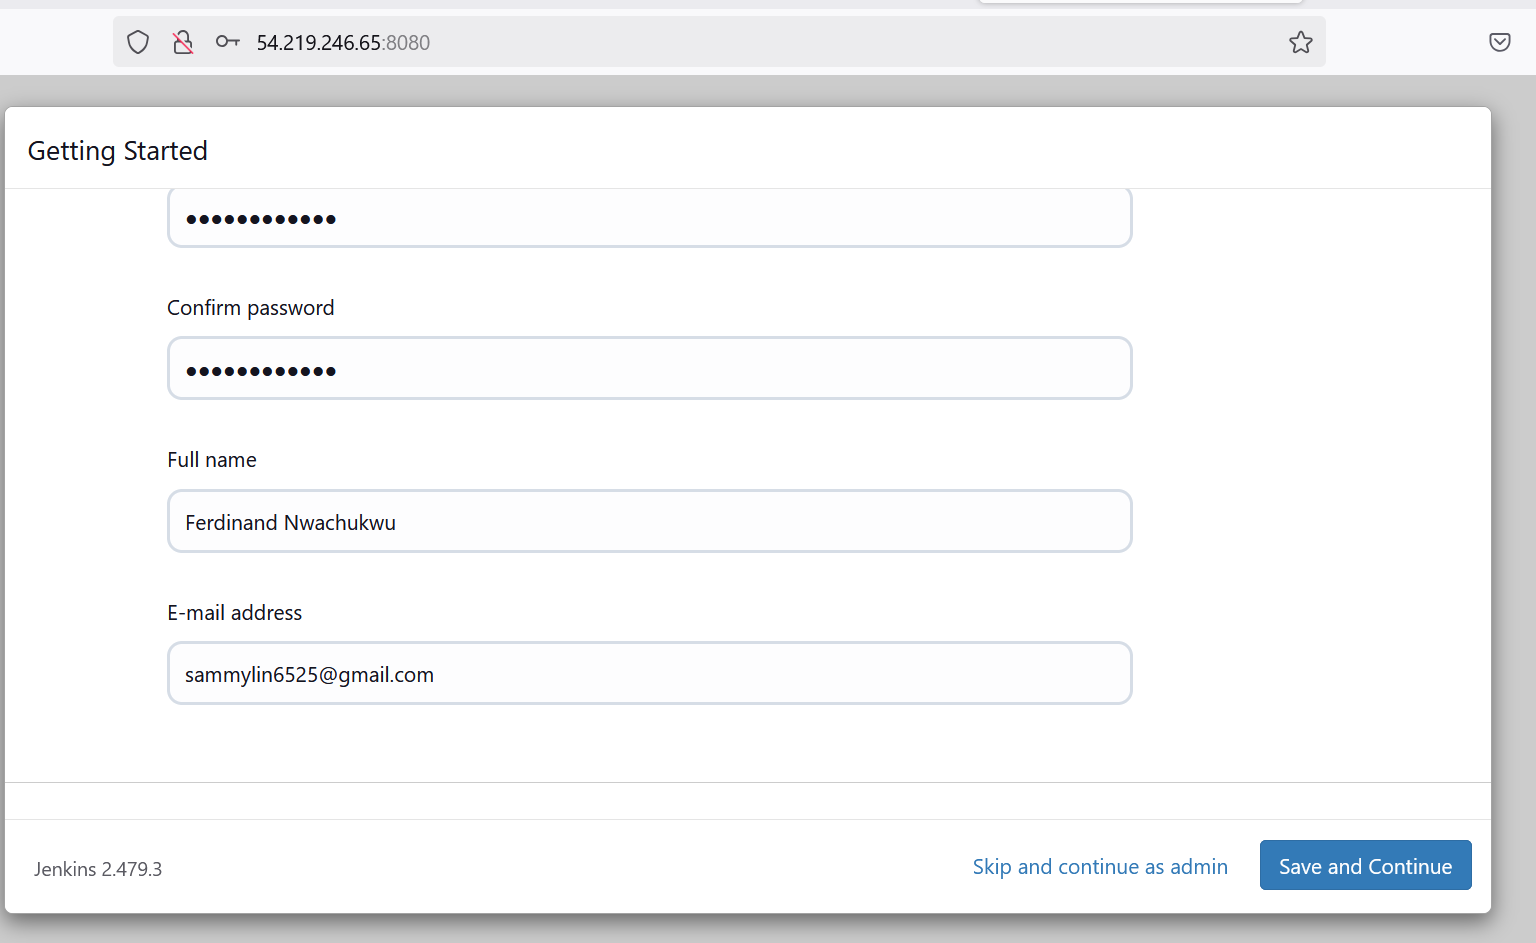 54.219.246.65:8080
Getting Started
●●●●●●●●●●●●
Confirm password
●●●●●●●●●●●●
Full name
Ferdinand Nwachukwu
E-mail address
sammylin6525@gmail.com
Jenkins 2.479.3
Skip and continue as admin
Save and Continue